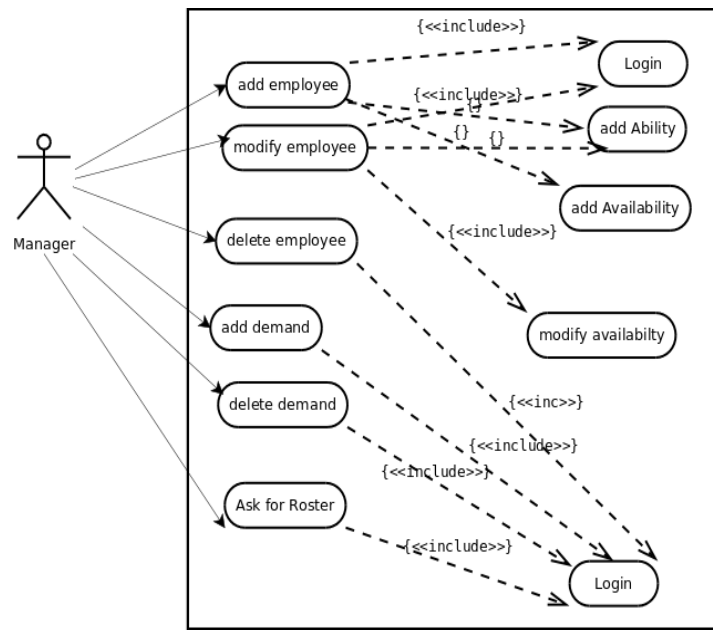 {<<include>>}
Login
add employee
{<<include>>}
{}
add Ability
{}
{}
modify employee
Manager
add Availability
delete employee
{<<include>>}
add demand
modify availabilty
delete demand
{<<inc>>}
{<<include>>}
{<<include>>}
Ask for Roster
{<<include>>}
Login